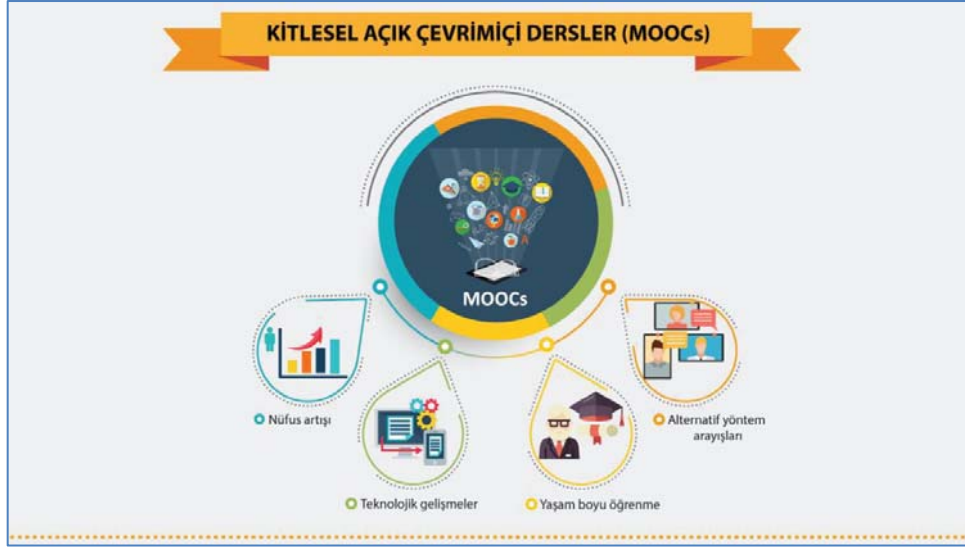 KİTLESEL AÇIK ÇEVRİMİÇİ DERSLER (MOOCs)
MOOCs
Nüfus artışı
Teknolojik gelişmeler
Yaşam boyu öğrenme
Alternatif yöntem
arayışları